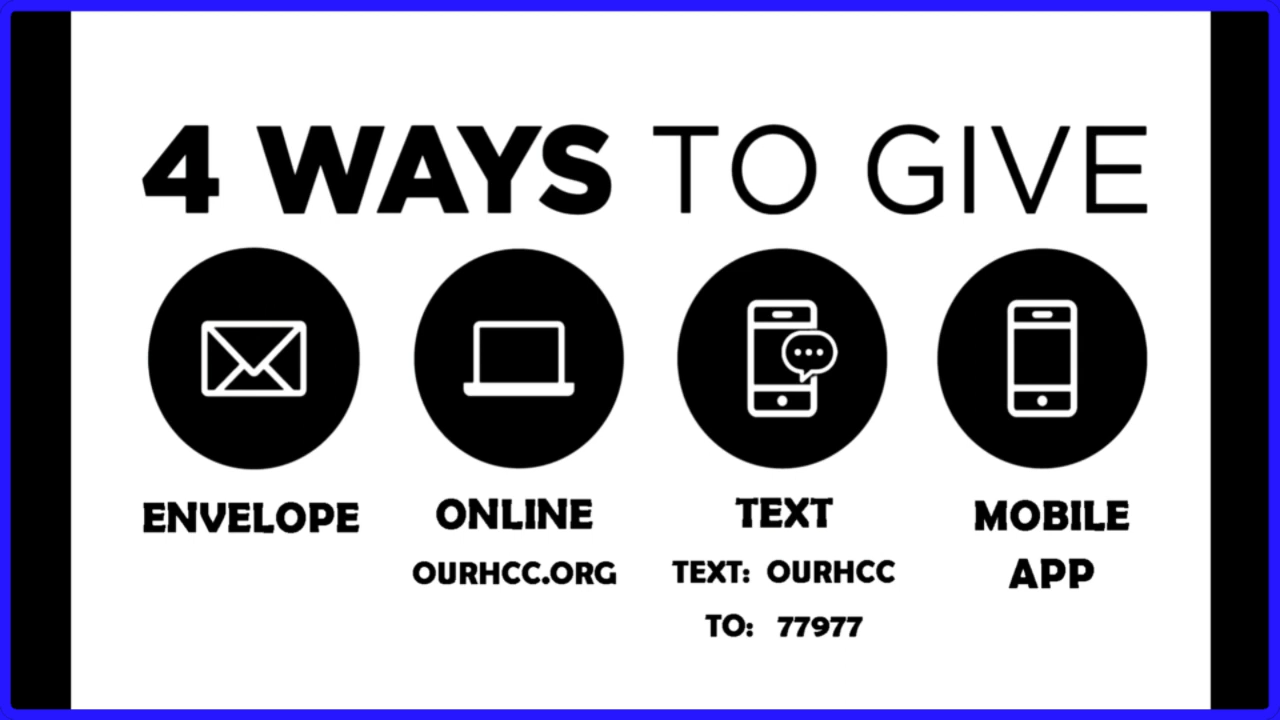 4 WAYS TO GIVE
ENVELOPE
ONLINE
OURHCC.ORG
TEXT
TEXT: OURHCC
TO: 77977
MOBILE
APP